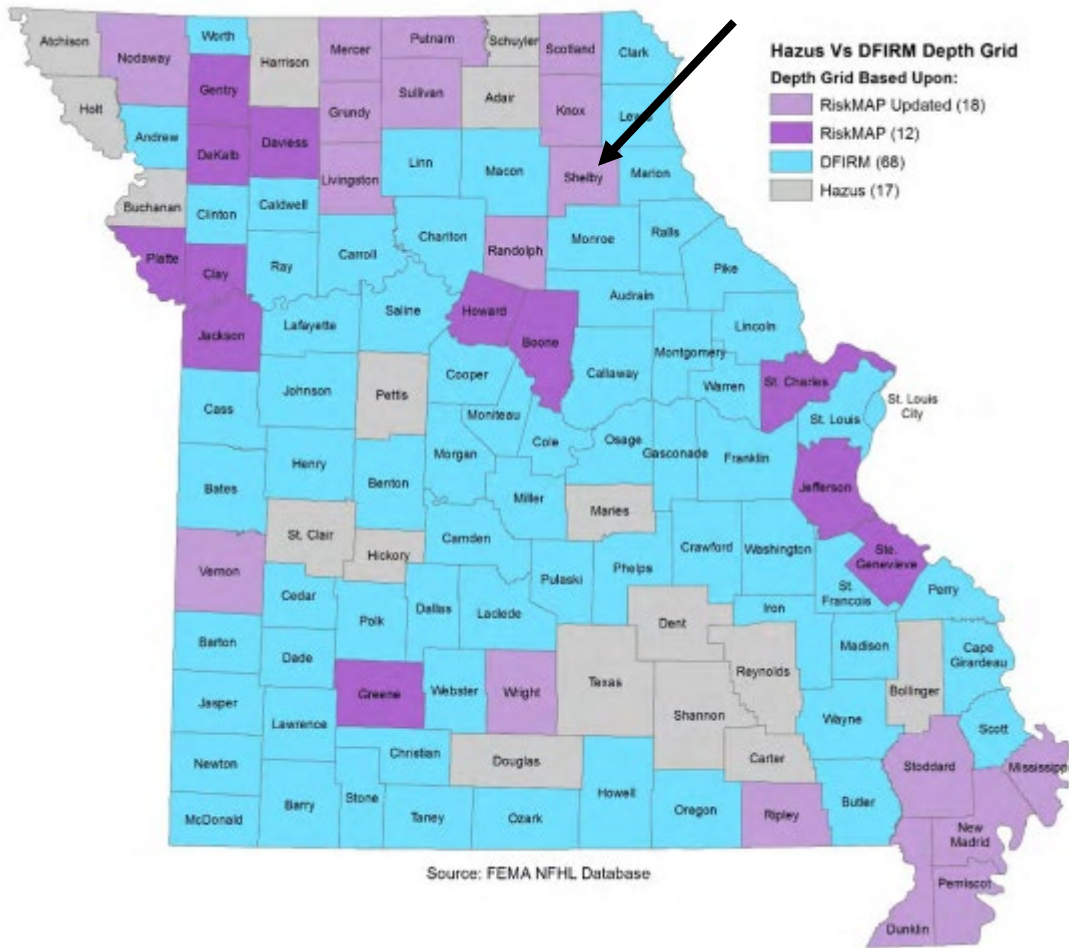 Hazus Vs DFIRM Depth Grid
Depth Grid Based Upon:
RiskMAP Updated (18)
RiskMAP (12)
DFIRM (68)
Hazus (17)
Atchison
Nodaway
Worth
Harrison
Mercer
Putnam
Schuyler
Scotland
Clark
Gentry
Holt
Sullivan
Adair
Knox
Grundy
Andrew
DeKalb
Daviess
Linn
Macon
Shelby
Marion
Livingston
Buchanan
Clinton
Caldwell
Chariton
Randolph
Monroe
Ralls
Platte
Clay
Ray
Carroll
Pike
Audrain
Saline
Howard
Jackson
Lafayette
Boone
Lincoln
Montgomery
Cooper
Callaway
Warren
St. Charles
Johnson
Pettis
Cass
St. Louis
City
St. Louis
Moniteau
Cole
Osage
Gasconade
Franklin
Morgan
Henry
Benton
Bates
Miller
Jefferson
Maries
St. Clair
Hickory
Camden
Crawford
Washington
Ste.
Genevieve
Vernon
Pulaski
Phelps
St.
Francois
Perry
Cedar
Polk
Dallas
Laclede
Iron
Dent
Barton
Madison
Cape
Girardeau
Dade
Reynolds
Texas
Jasper
Greene
Webster
Wright
Bollinger
Shannon
Lawrence
Wayne
Scott
Christian
Douglas
Carter
Newton
Stoddard
Mississippi
Stone
Howell
Barry
Oregon
Ripley
Butler
McDonald
Taney
Ozark
New
Madrid
Source: FEMA NFHL Database
Pemiscot
Dunklin